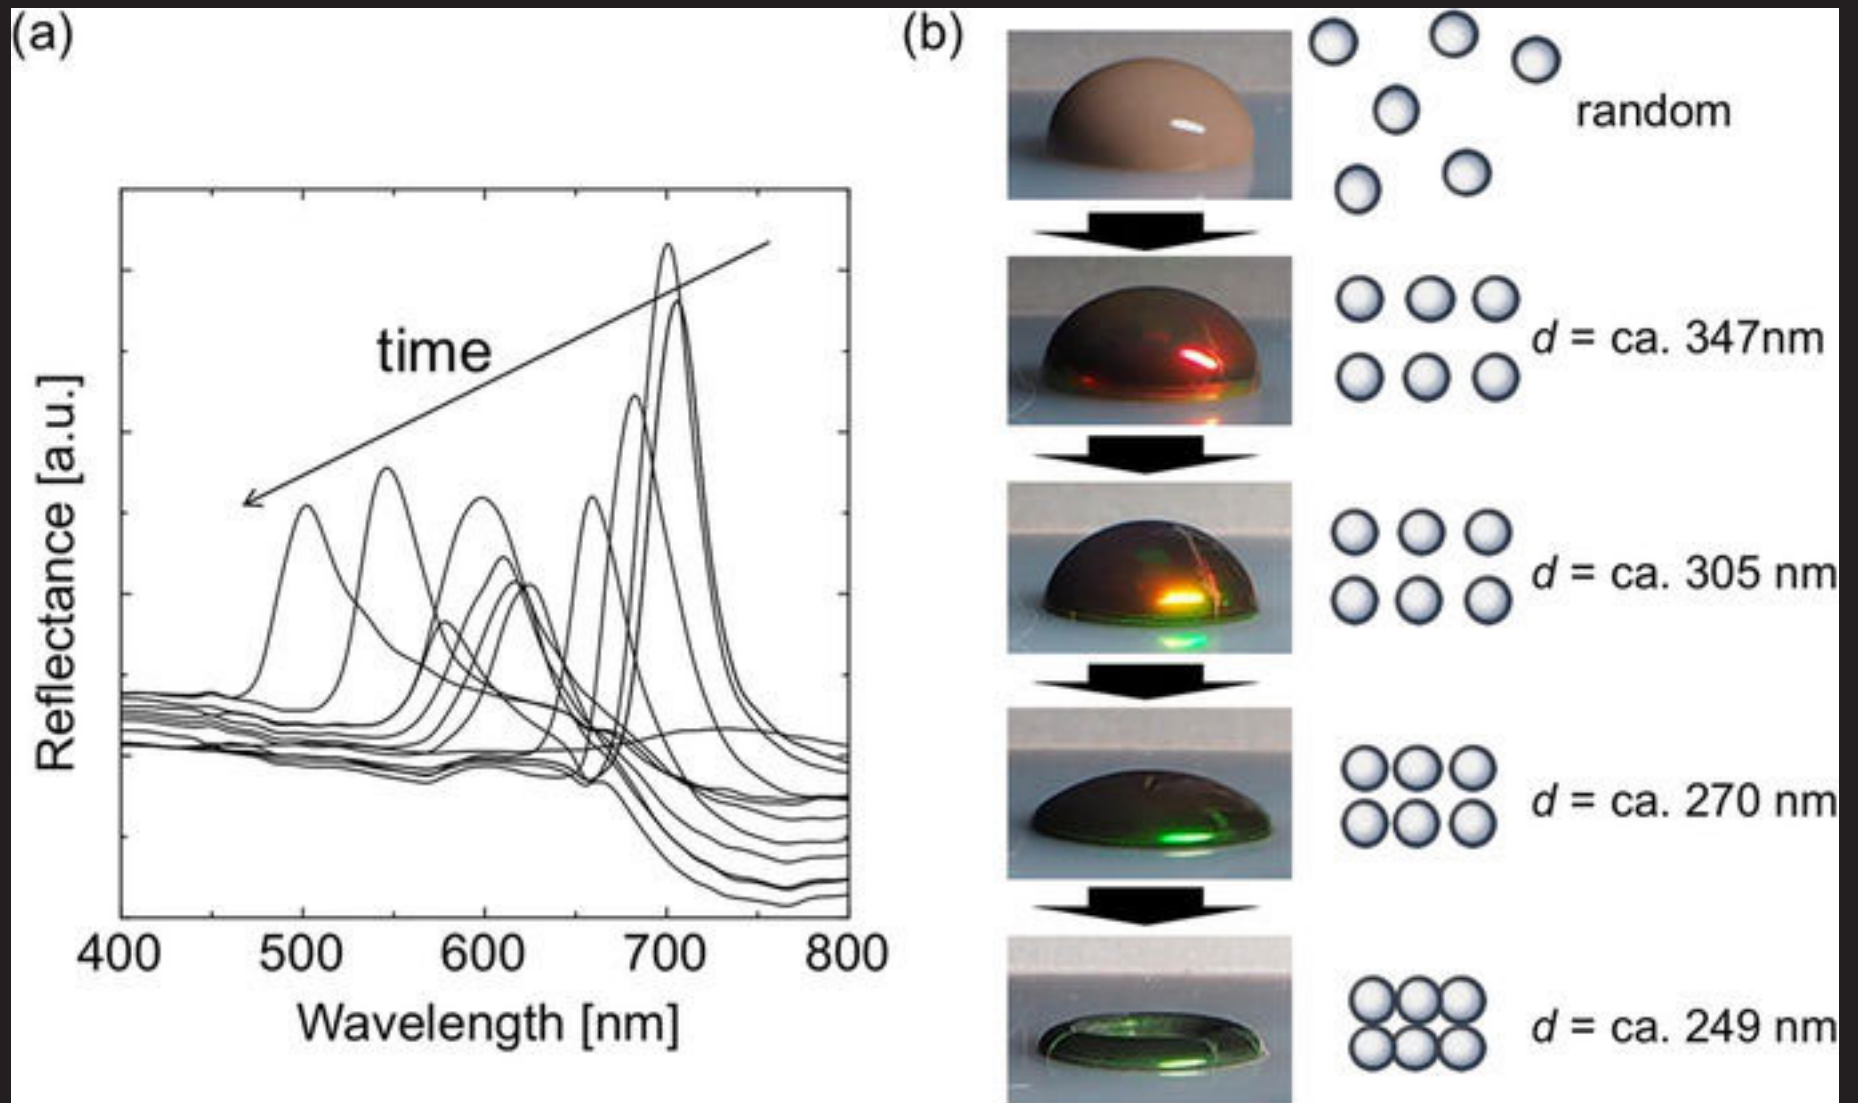 (a)
time
Reflectance [a.u.]
400 500 600 700 800
Wavelength [nm]
(b)
random
d = ca. 347nm
d = ca. 305 nm
d = ca. 270 nm
d = ca. 249 nm